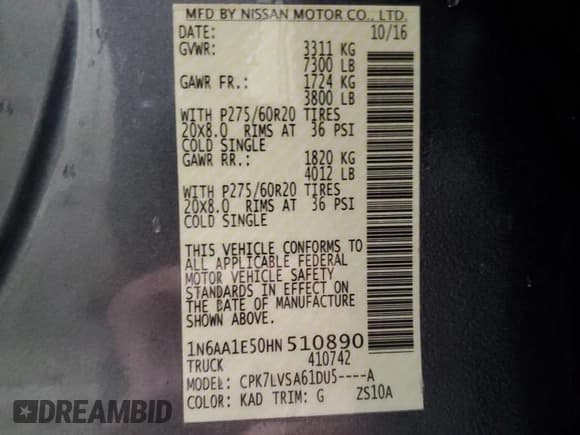 MFD BY NISSAN MOTOR CO., LTD.
DATE: 10/16
GVWR: 3311 KG
7300 LB
GAWR FR.: 1724 KG
3800 LB
WITH P275/60R20 TIRES
20X8.0 RIMS AT 36 PSI
COLD SINGLE
GAWR RR.: 1820 KG
4012 LB
WITH P275/60R20 TIRES
20X8.0 RIMS AT 36 PSI
COLD SINGLE
THIS VEHICLE CONFORMS TO
ALL APPLICABLE FEDERAL
MOTOR VEHICLE SAFETY
STANDARDS IN EFFECT ON
THE DATE OF MANUFACTURE
SHOWN ABOVE.
1N6AA1E50HN510890
TRUCK 410742
MODEL: CPK7LVSA61DU5----A
COLOR: KAD TRIM: G ZS10A
DREAMBID